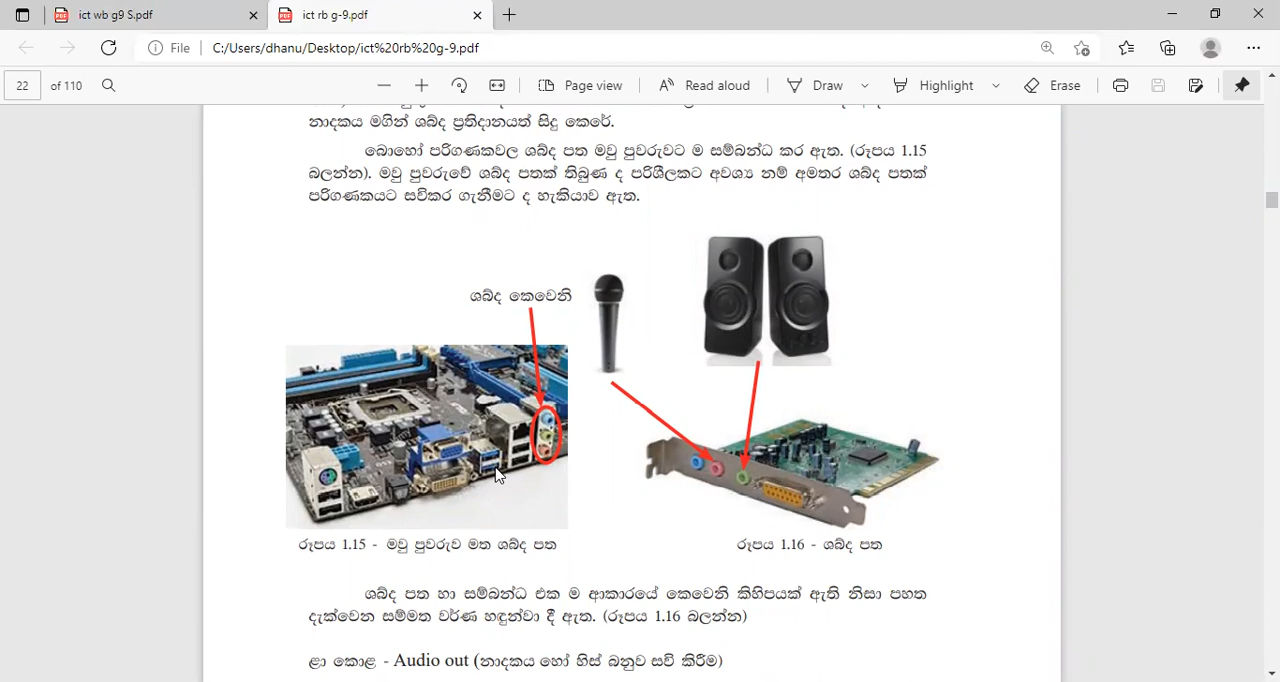 ict wb g9 S.pdf
ict rb g-9.pdf
File
C:/Users/dhanu/Desktop/ict%20rb%20g-9.pdf
22 of 110
Page view
Read aloud
Draw
Highlight
Erase
නාදකය මගින් ශබ්ද ප්‍රතිදානයන් සිදු කෙරේ.
බොහෝ පරිගණකවල ශබ්ද පත මවු පුවරුවට ම සම්බන්ධ කර ඇත. (රූපය 1.15
බලන්න). මවු පුවරුවේ ශබ්ද පතක් තිබුණ ද පරිශීලකට අවශ්‍ය නම් අමතර ශබ්ද පතක්
පරිගණකයට සවිකර ගැනීමට ද හැකියාව ඇත.
ශබ්ද කෙවෙනි
රූපය 1.15 - මවු පුවරුව මත ශබ්ද පත
රූපය 1.16 - ශබ්ද පත
ශබ්ද පත හා සම්බන්ධ එක ම ආකාරයේ කෙවෙනි කිහිපයක් ඇති නිසා පහත
දැක්වෙන සම්මත වර්ණ හඳුන්වා දී ඇත. (රූපය 1.16 බලන්න)
ළා කොළ - Audio out (නාදකය හෝ හිස් බනුව සවි කිරීම)